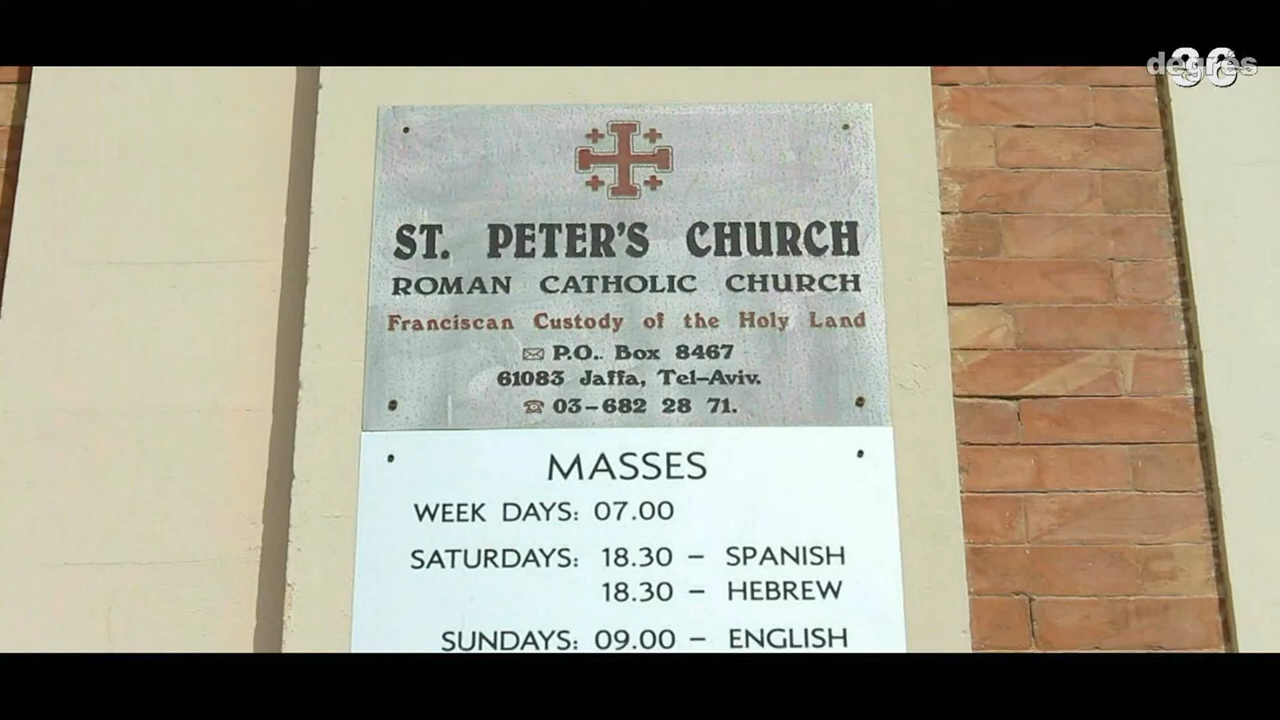 36
degrés
ST. PETER'S CHURCH
ROMAN CATHOLIC CHURCH
Franciscan Custody of the Holy Land
P.O.. Box 8467
61083 Jaffa, Tel-Aviv.
03-682 28 71.
MASSES
WEEK DAYS: 07.00
SATURDAYS: 18.30 - SPANISH
18.30 - HEBREW
SUNDAYS: 09.00 - ENGLISH